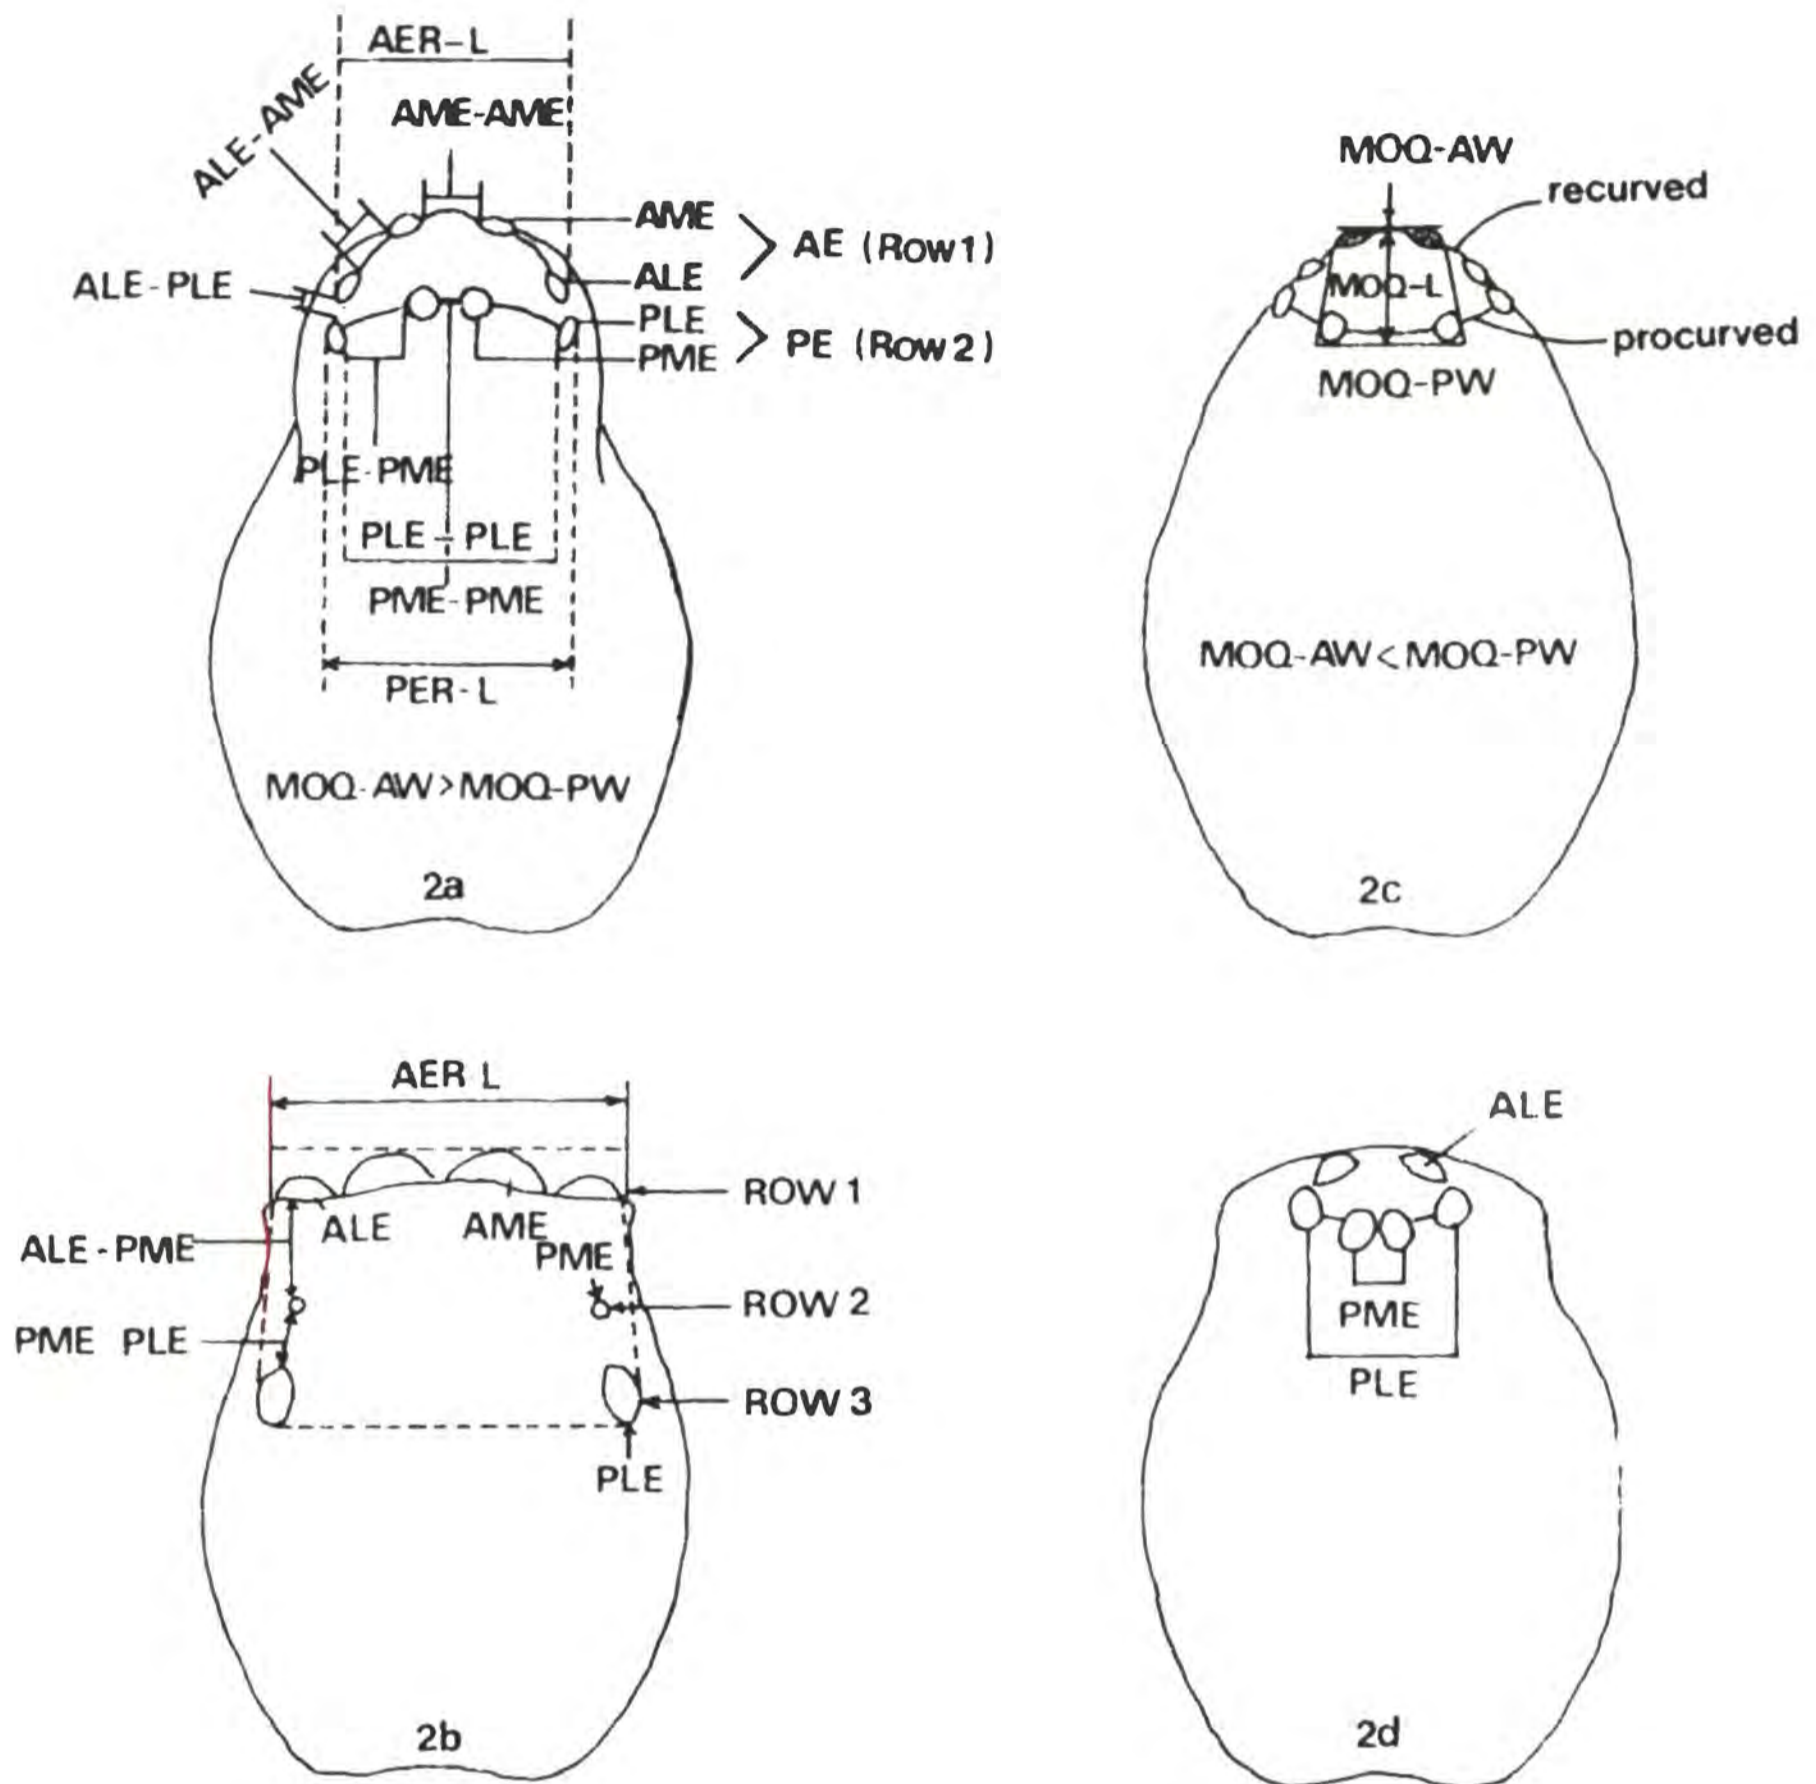 AER-L
AME-AME
ALE-AME
AME
AE (Row1)
ALE
ALE-PLE
PLE
PE (Row2)
PME
PLE-PME
PLE-PLE
PME-PME
PER-L
MOQ-AW>MOQ-PW
2a
MOQ-AW
recurved
MOQ-L
procurved
MOQ-PW
MOQ-AW<MOQ-PW
2c
AER L
ROW 1
ALE
AME
ALE-PME
PME
ROW 2
PME PLE
ROW 3
PLE
2b
ALE
PME
PLE
2d